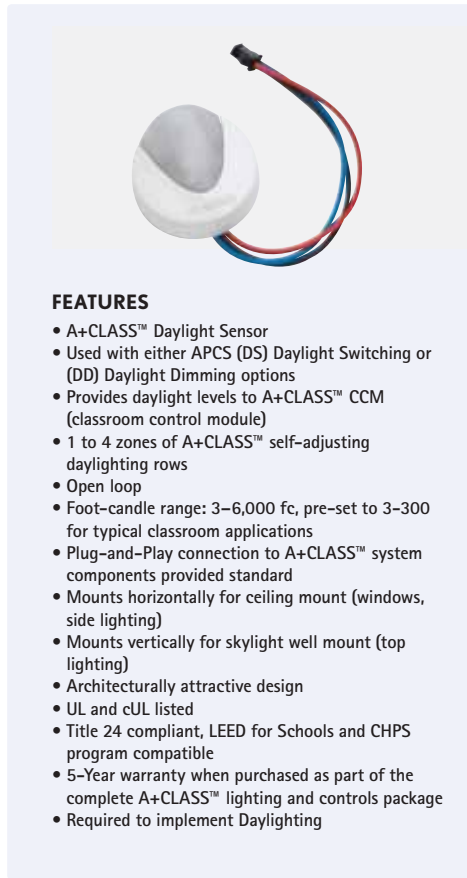 FEATURES
• A+CLASS™ Daylight Sensor
• Used with either APCS (DS) Daylight Switching or
(DD) Daylight Dimming options
• Provides daylight levels to A+CLASS™ CCM
(classroom control module)
• 1 to 4 zones of A+CLASS™ self-adjusting
daylighting rows
• Open loop
• Foot-candle range: 3–6,000 fc, pre-set to 3-300
for typical classroom applications
• Plug-and-Play connection to A+CLASS™ system
components provided standard
• Mounts horizontally for ceiling mount (windows,
side lighting)
• Mounts vertically for skylight well mount (top
lighting)
• Architecturally attractive design
• UL and cUL listed
• Title 24 compliant, LEED for Schools and CHPS
program compatible
• 5-Year warranty when purchased as part of the
complete A+CLASS™ lighting and controls package
• Required to implement Daylighting